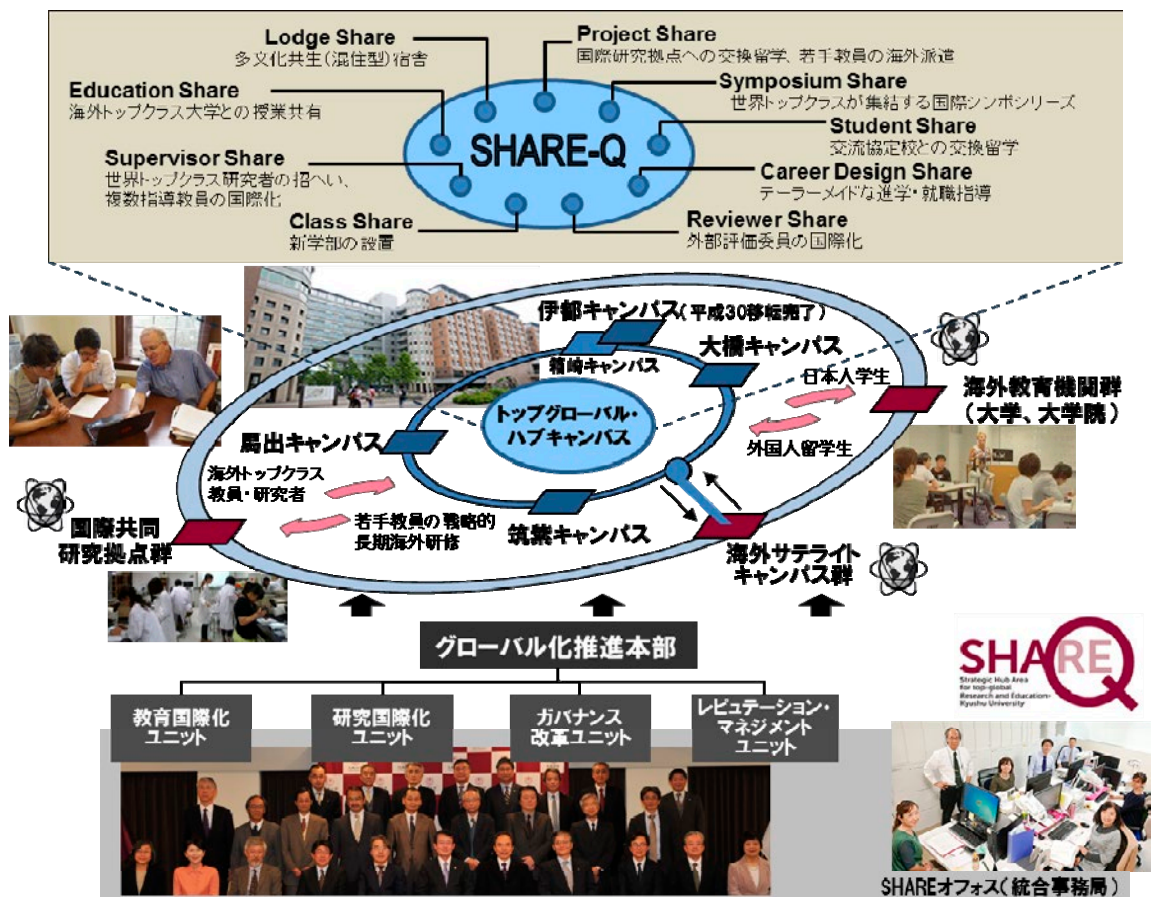 Lodge Share
多文化共生(混住型)宿舎
Project Share
国際研究拠点への交換留学、若手教員の海外派遣
Education Share
海外トップクラス大学との授業共有
Symposium Share
世界トップクラスが集結する国際シンポシリーズ
Student Share
交流協定校との交換留学
SHARE-Q
Supervisor Share
世界トップクラス研究者の招へい、
複数指導教員の国際化
Career Design Share
テーラーメイドな進学・就職指導
Class Share
新学部の設置
Reviewer Share
外部評価委員の国際化
伊都キャンパス(平成30移転完了)
箱崎キャンパス
大橋キャンパス
日本人学生
海外教育機関群
(大学、大学院)
トップグローバル・
ハブキャンパス
馬出キャンパス
外国人留学生
海外トップクラス
教員・研究者
国際共同
研究拠点群
若手教員の戦略的
長期海外研修
筑紫キャンパス
海外サテライト
キャンパス群
グローバル化推進本部
SHARE
Q
Strategic Hub Area
for top-global
Research and Education-
Kyushu University
教育国際化
ユニット
研究国際化
ユニット
ガバナンス
改革ユニット
レピュテーション・
マネジメント
ユニット
SHAREオフォス(統合事務局)